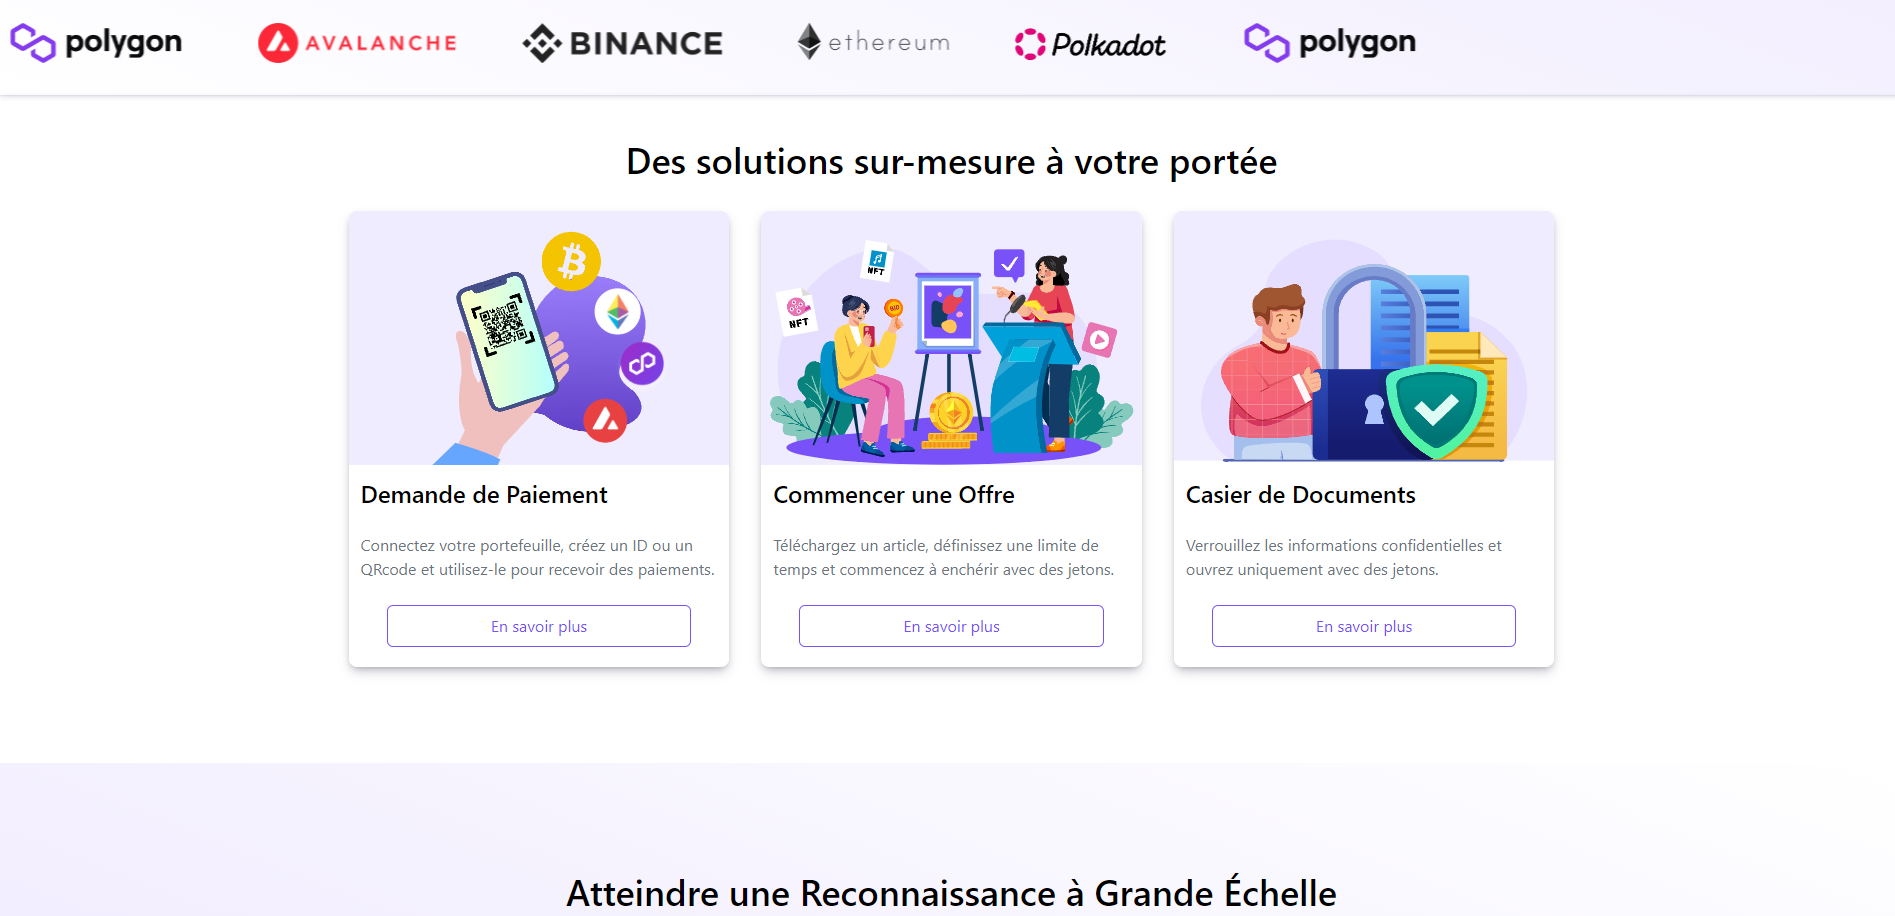 polygon
AVALANCHE
BINANCE
ethereum
Polkadot
polygon
Des solutions sur-mesure à votre portée
NFT
NFT
BID
Demande de Paiement
Connectez votre portefeuille, créez un ID ou un
QRcode et utilisez-le pour recevoir des paiements.
En savoir plus
Commencer une Offre
Téléchargez un article, définissez une limite de
temps et commencez à enchérir avec des jetons.
En savoir plus
Casier de Documents
Verrouillez les informations confidentielles et
ouvrez uniquement avec des jetons.
En savoir plus
Atteindre une Reconnaissance à Grande Échelle